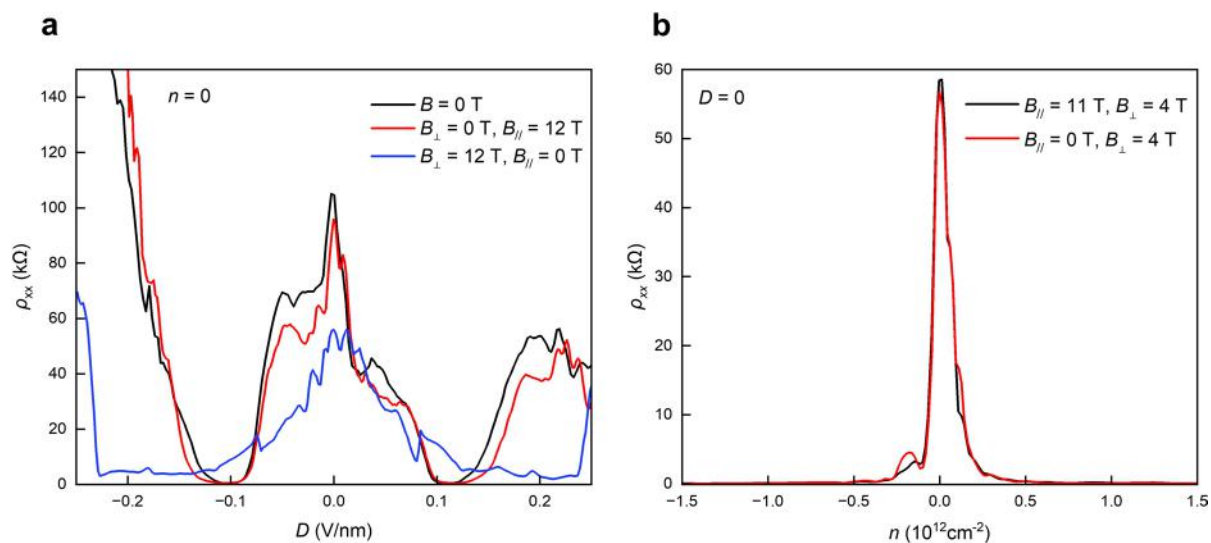 a
n = 0
B = 0 T
B⊥ = 0 T, B// = 12 T
B⊥ = 12 T, B// = 0 T
ρxx (kΩ)
140
120
100
80
60
40
20
0
−0.2
−0.1
0.0
0.1
0.2
D (V/nm)
b
D = 0
B// = 11 T, B⊥ = 4 T
B// = 0 T, B⊥ = 4 T
ρxx (kΩ)
60
50
40
30
20
10
0
−1.5
−1.0
−0.5
0.0
0.5
1.0
1.5
n (10¹²cm⁻²)